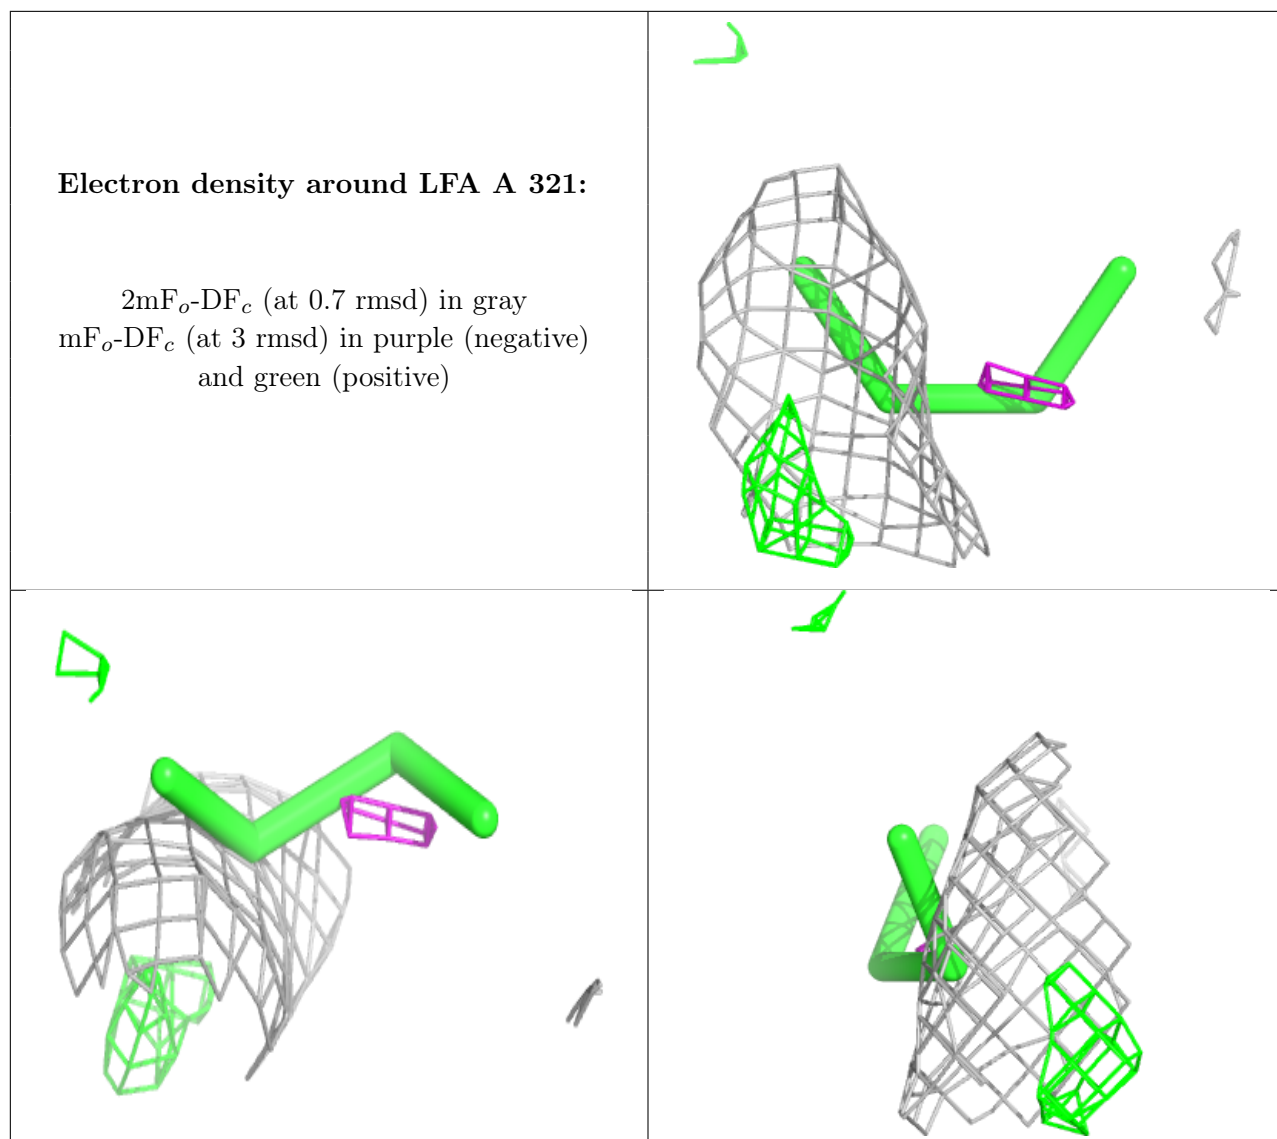 Electron density around LFA A 321:
2mFo-DFc (at 0.7 rmsd) in gray
mFo-DFc (at 3 rmsd) in purple (negative)
and green (positive)